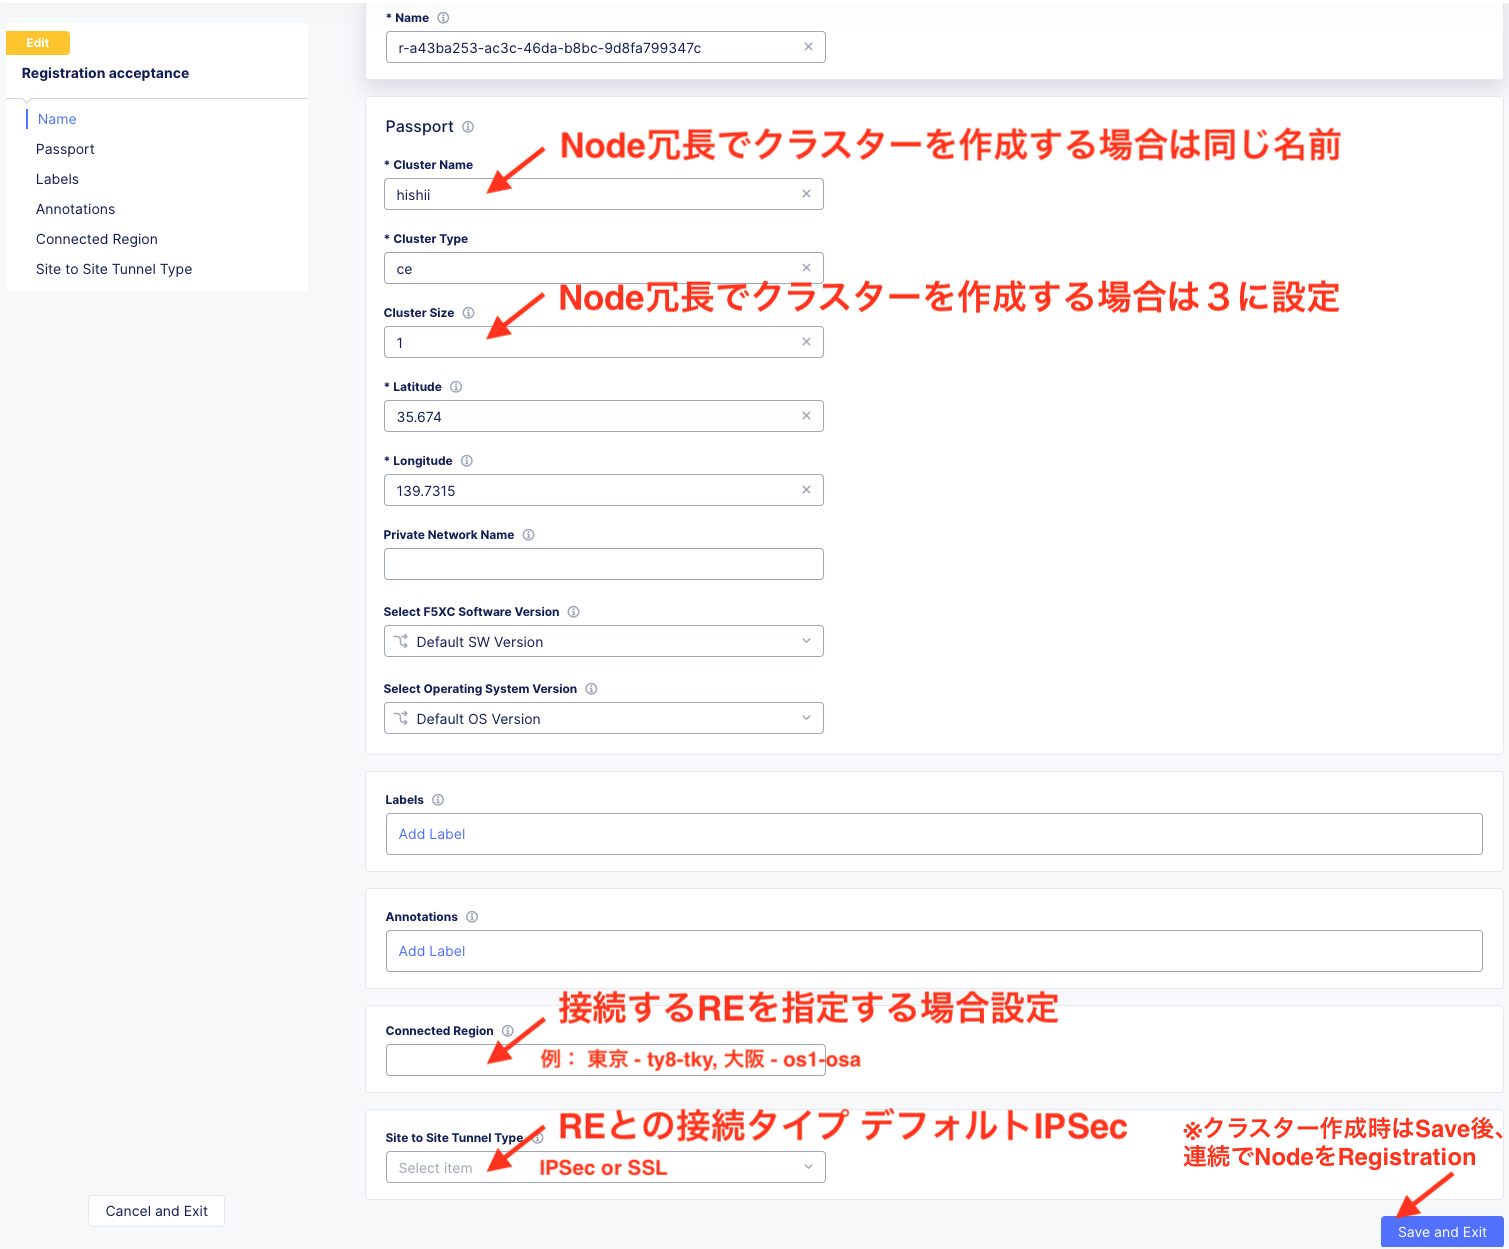 Edit
Registration acceptance
Name
Passport
Labels
Annotations
Connected Region
Site to Site Tunnel Type
Cancel and Exit
* Name
r-a43ba253-ac3c-46da-b8bc-9d8fa799347c
Passport
Node冗長でクラスターを作成する場合は同じ名前
* Cluster Name
hishii
* Cluster Type
ce
Node冗長でクラスターを作成する場合は３に設定
Cluster Size
1
* Latitude
35.674
* Longitude
139.7315
Private Network Name
Select F5XC Software Version
Default SW Version
Select Operating System Version
Default OS Version
Labels
Add Label
Annotations
Add Label
接続するREを指定する場合設定
Connected Region
例： 東京 - ty8-tky, 大阪 - os1-osa
REとの接続タイプ デフォルトIPSec
Site to Site Tunnel Type
Select item
IPSec or SSL
※クラスター作成時はSave後、
連続でNodeをRegistration
Save and Exit